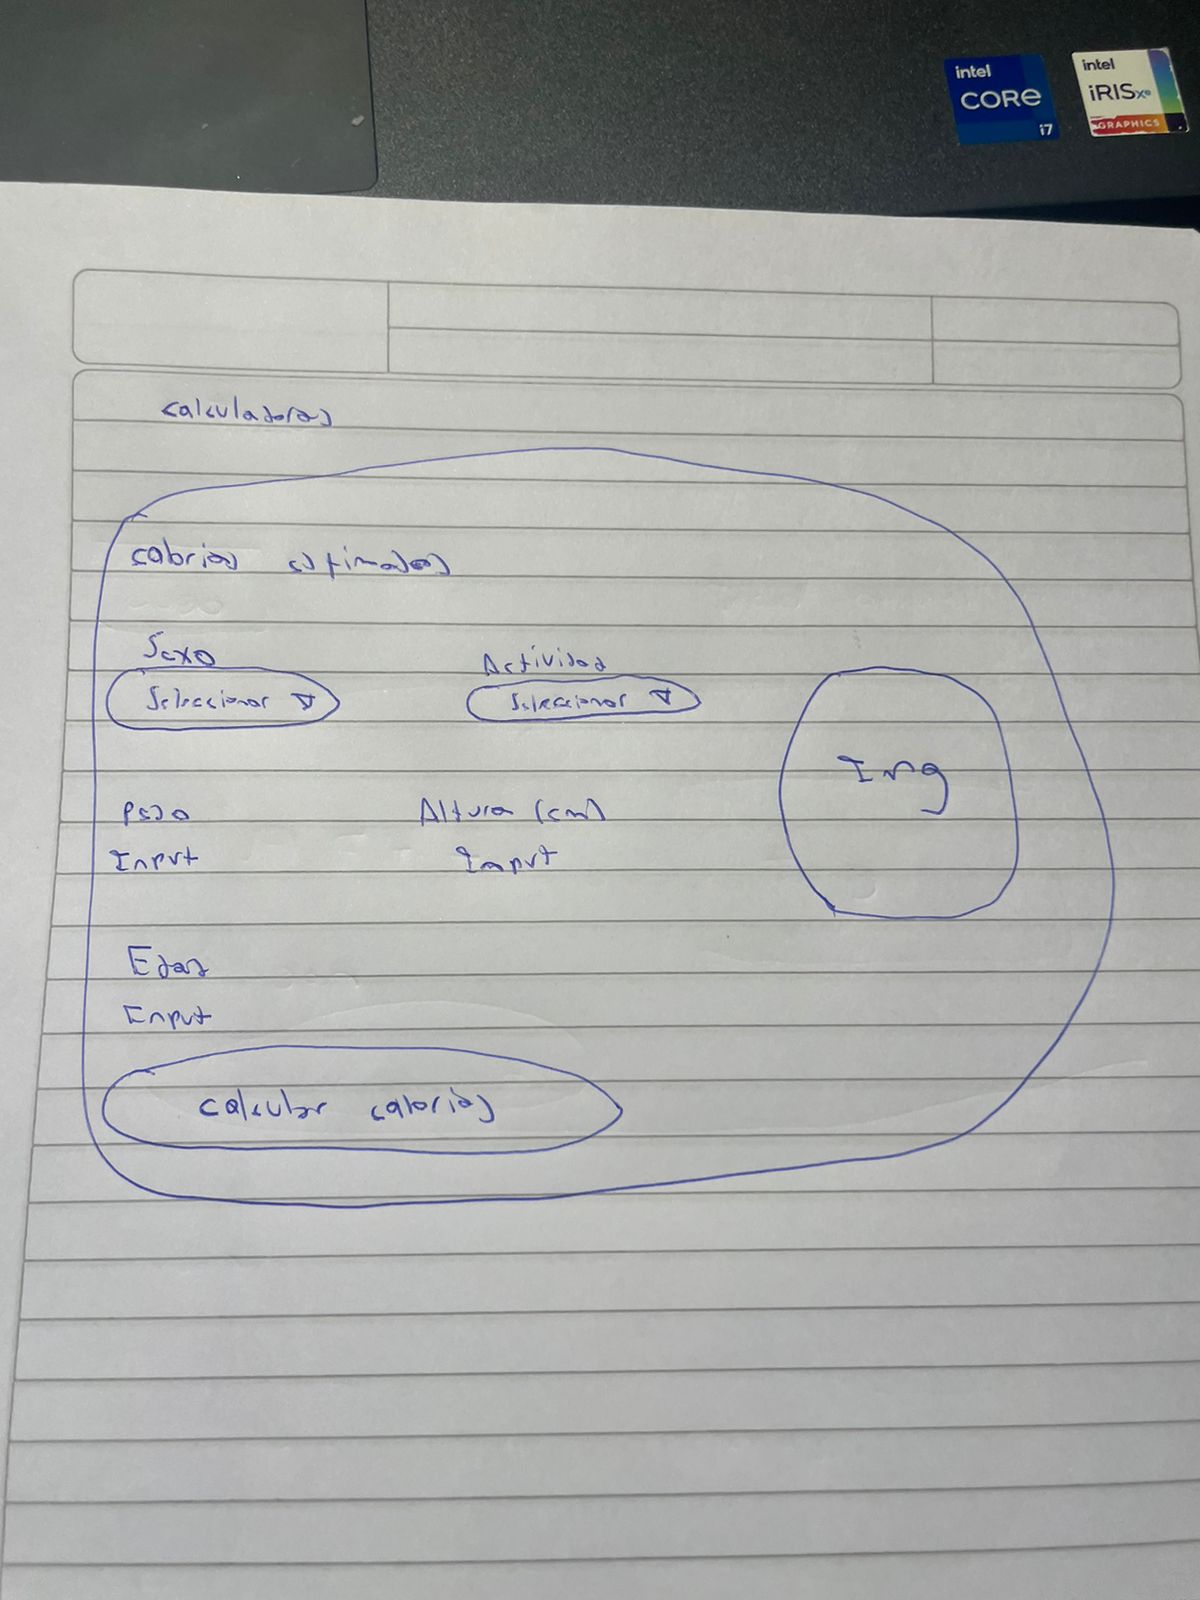 intel
CORE
i7
intel
iRISxe
GRAPHICS
calculadoras
calorias estimadas
Sexo Actividad
Seleccionar Seleccionar
Peso Altura (cm)
Input Input
Img
Edad
Input
calcular calorias